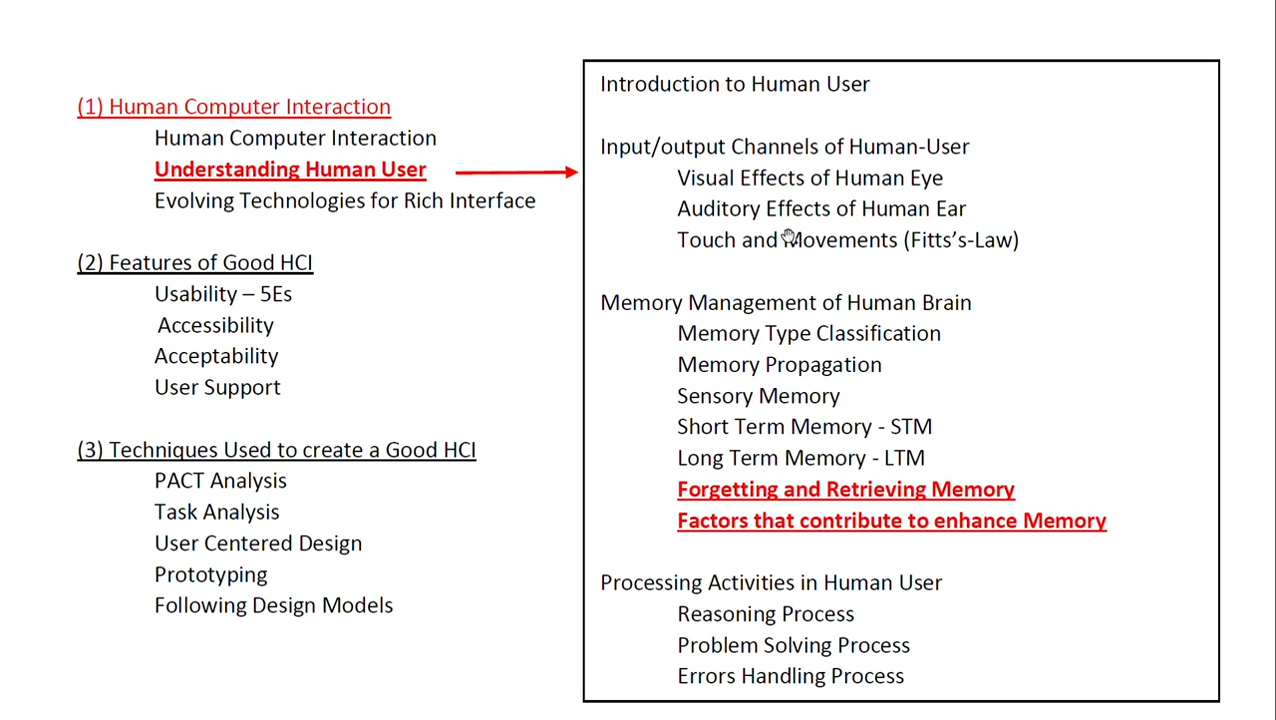 (1) Human Computer Interaction
Human Computer Interaction
Understanding Human User
Evolving Technologies for Rich Interface
(2) Features of Good HCI
Usability – 5Es
Accessibility
Acceptability
User Support
(3) Techniques Used to create a Good HCI
PACT Analysis
Task Analysis
User Centered Design
Prototyping
Following Design Models
Introduction to Human User
Input/output Channels of Human-User
Visual Effects of Human Eye
Auditory Effects of Human Ear
Touch and Movements (Fitts’s-Law)
Memory Management of Human Brain
Memory Type Classification
Memory Propagation
Sensory Memory
Short Term Memory - STM
Long Term Memory - LTM
Forgetting and Retrieving Memory
Factors that contribute to enhance Memory
Processing Activities in Human User
Reasoning Process
Problem Solving Process
Errors Handling Process